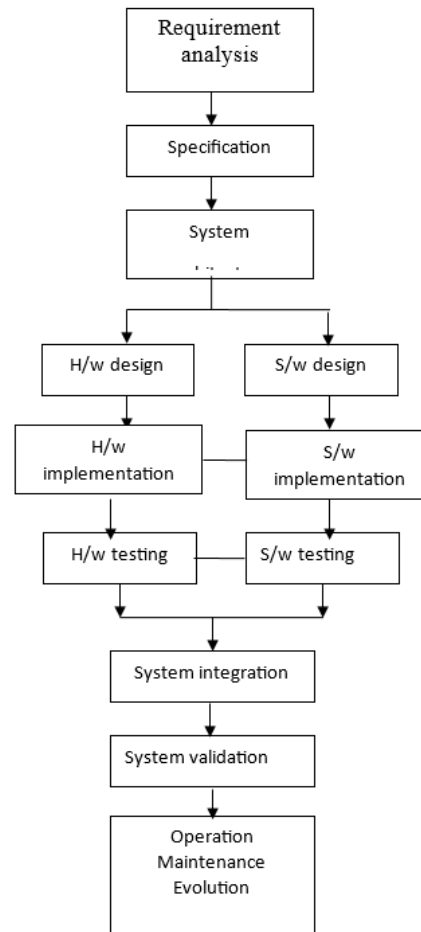 Requirement
analysis
Specification
System
H/w design
S/w design
H/w
implementation
S/w
implementation
H/w testing
S/w testing
System integration
System validation
Operation
Maintenance
Evolution